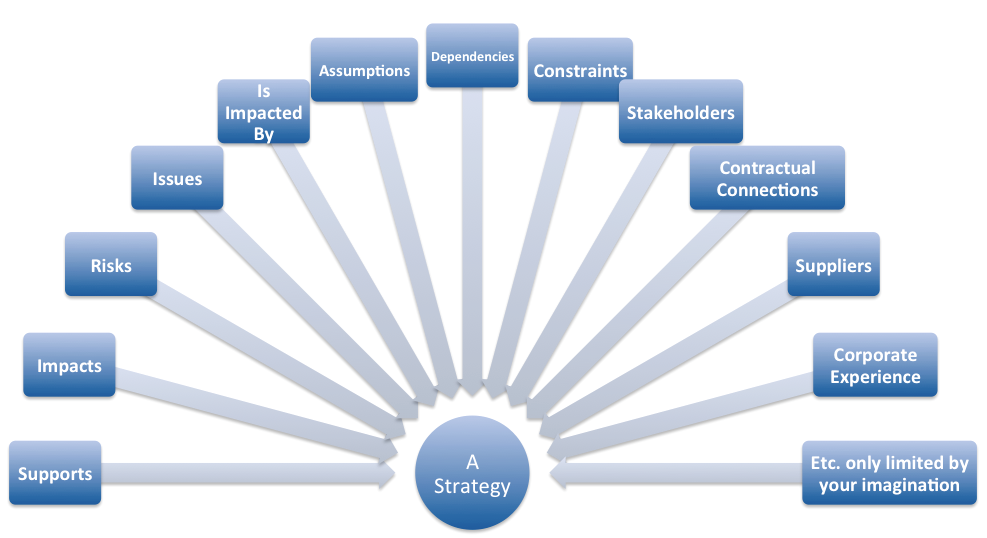 Supports
Impacts
Risks
Issues
Is
Impacted
By
Assumptions
Dependencies
Constraints
Stakeholders
Contractual
Connections
Suppliers
Corporate
Experience
Etc. only limited by
your imagination
A
Strategy